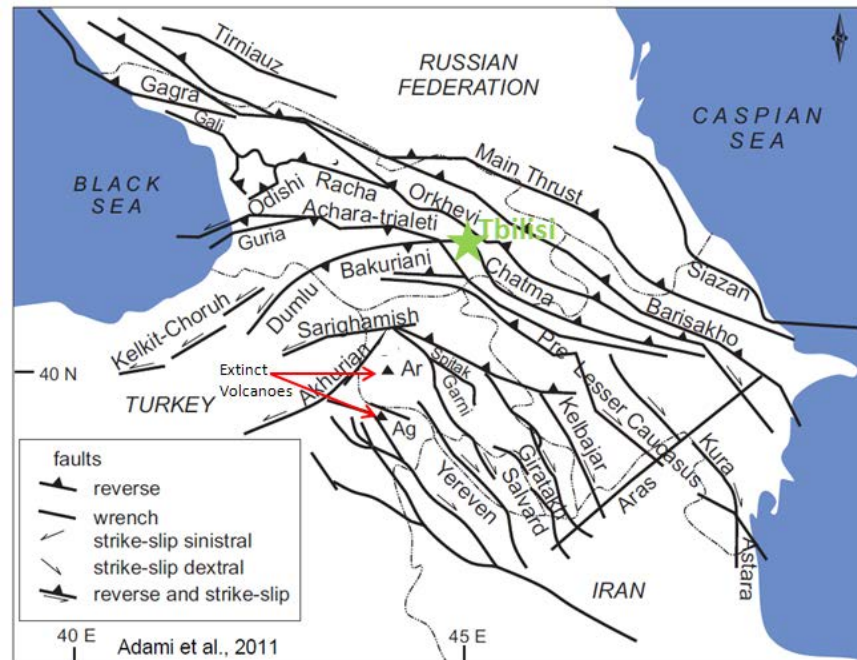 Tirniauz
RUSSIAN
FEDERATION
CASPIAN
SEA
Gagra
Gali
Main Thrust
BLACK
SEA
Odishi
Racha
Orkhevi
Achara-trialeti
Tbilisi
Guria
Bakuriani
Chatma
Siazan
Dumlu
Barisakho
Kelkit-Choruh
Sarighamish
Pre-Lesser Caucasus
40 N
Extinct
Volcanoes
Akhurian
Ar
Spitak
Garni
TURKEY
Ag
Kelbajar
Kura
faults
reverse
wrench
strike-slip sinistral
strike-slip dextral
reverse and strike-slip
Yereven
Salvard
Giratakh
Aras
Astara
IRAN
40 E
45 E
Adami et al., 2011